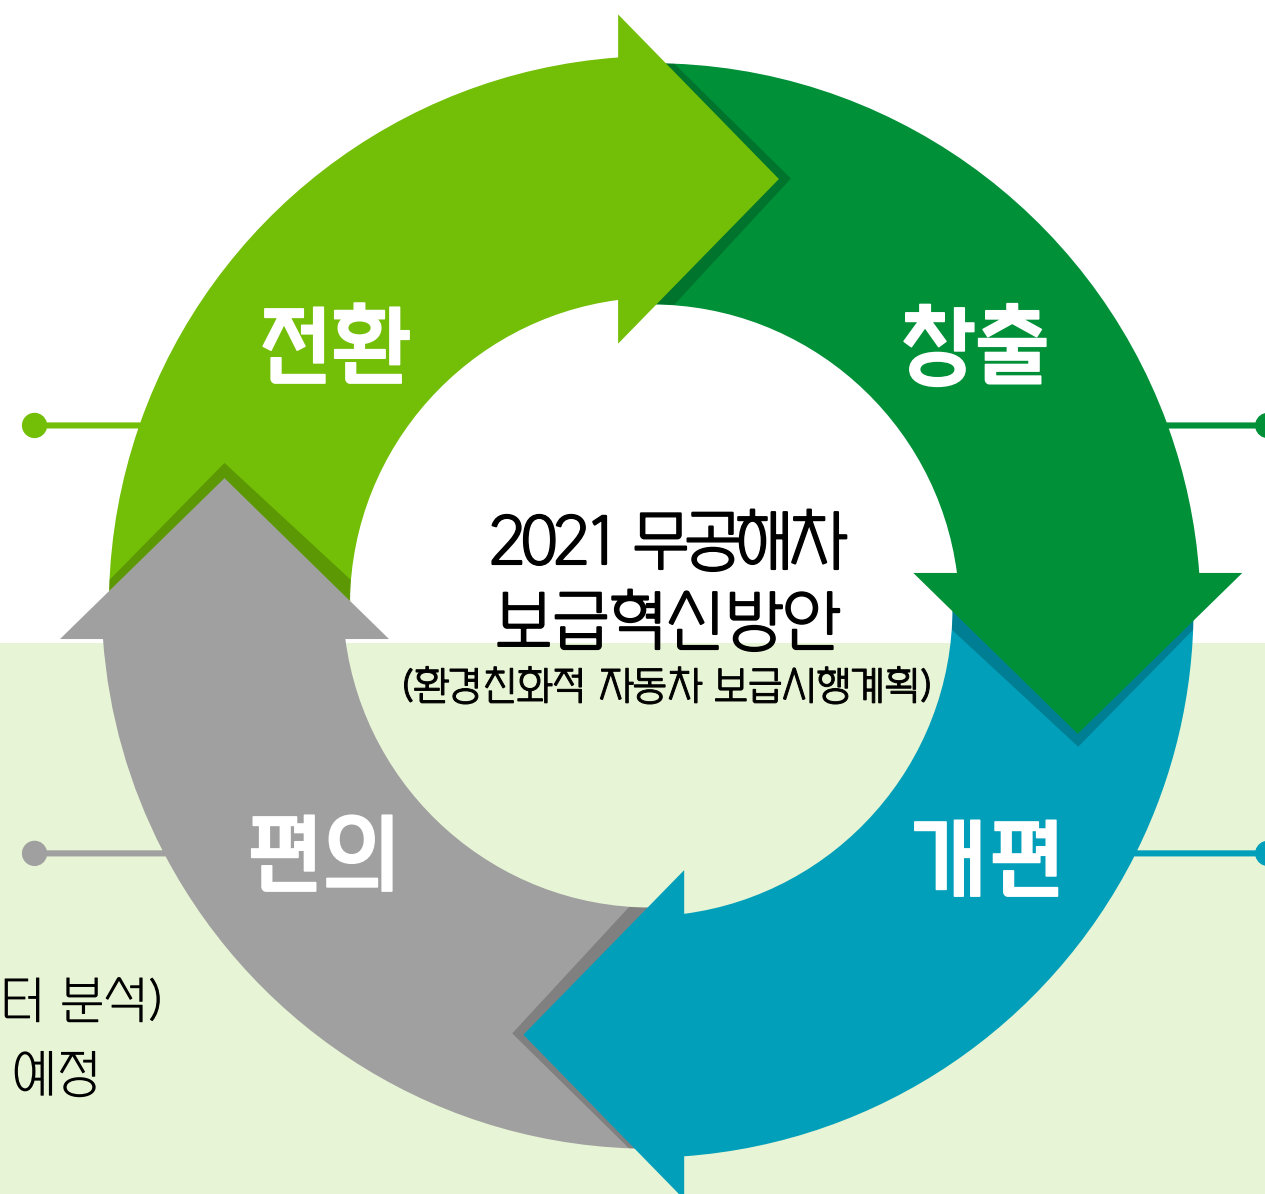 전환
창출
2021 무공해차
보급혁신방안
(환경친화적 자동차 보급시행계획)
편의
개편
터 분석)
예정